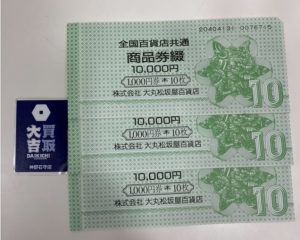 2040413† 0076715
全国百貨店共通
商品券綴
10,000円
1,000円券＊10枚
株式会社 大丸松坂屋百貨店
10
10,000円
1,000円券＊10枚
株式会社 大丸松坂屋百貨店
10
10,000円
1,000円券＊10枚
株式会社 大丸松坂屋百貨店
10
買取
大吉
DAIKICHI